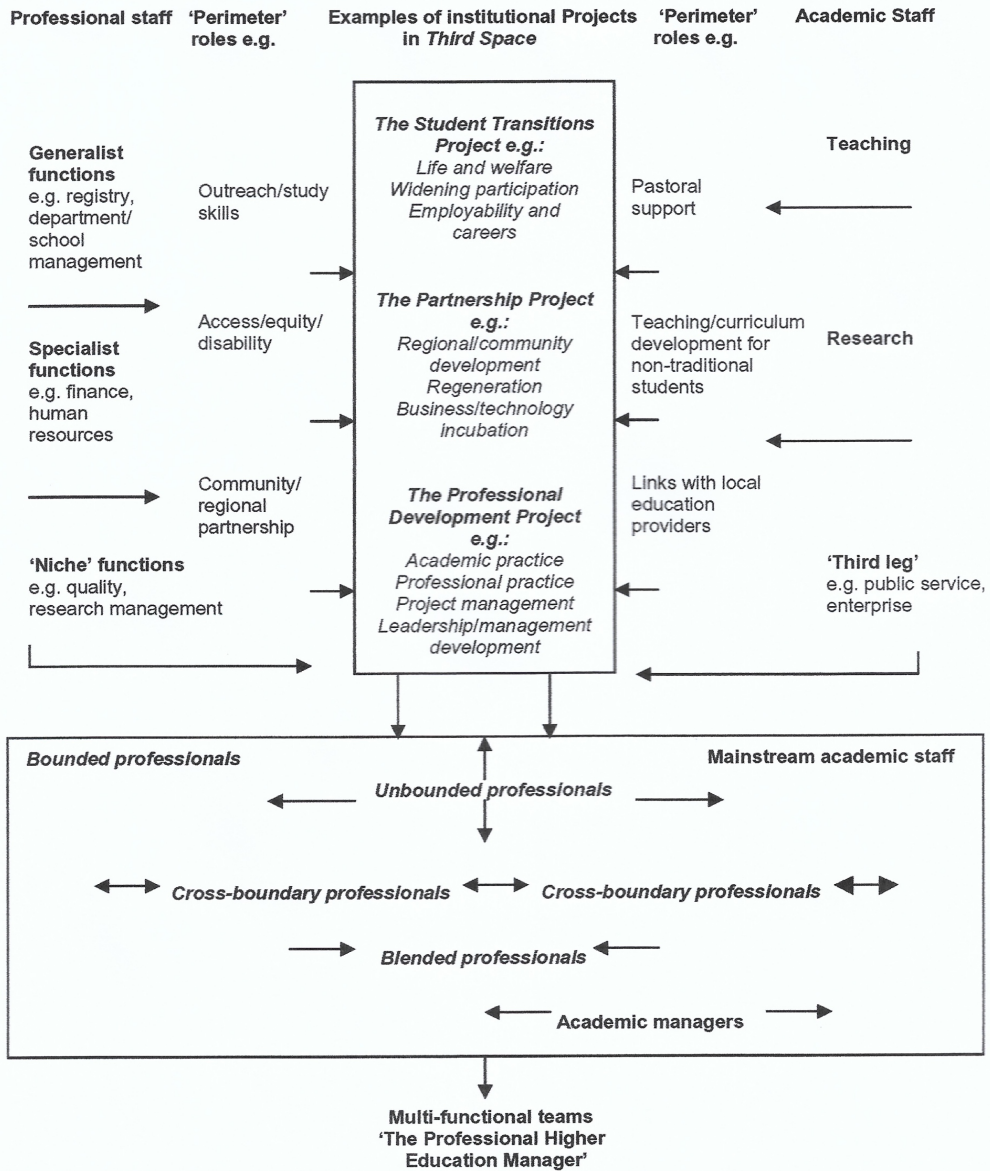 Professional staff
'Perimeter'
roles e.g.
Examples of institutional Projects
in Third Space
'Perimeter'
roles e.g.
Academic Staff
Generalist
functions
e.g. registry,
department/
school
management
Specialist
functions
e.g. finance,
human
resources
'Niche' functions
e.g. quality,
research management
Outreach/study
skills
Access/equity/
disability
Community/
regional
partnership
The Student Transitions
Project e.g.:
Life and welfare
Widening participation
Employability and
careers
The Partnership Project
e.g.:
Regional/community
development
Regeneration
Business/technology
incubation
The Professional
Development Project
e.g.:
Academic practice
Professional practice
Project management
Leadership/management
development
Pastoral
support
Teaching/curriculum
development for
non-traditional
students
Links with local
education
providers
Teaching
Research
'Third leg'
e.g. public service,
enterprise
Bounded professionals
Mainstream academic staff
Unbounded professionals
Cross-boundary professionals
Cross-boundary professionals
Blended professionals
Academic managers
Multi-functional teams
'The Professional Higher
Education Manager'